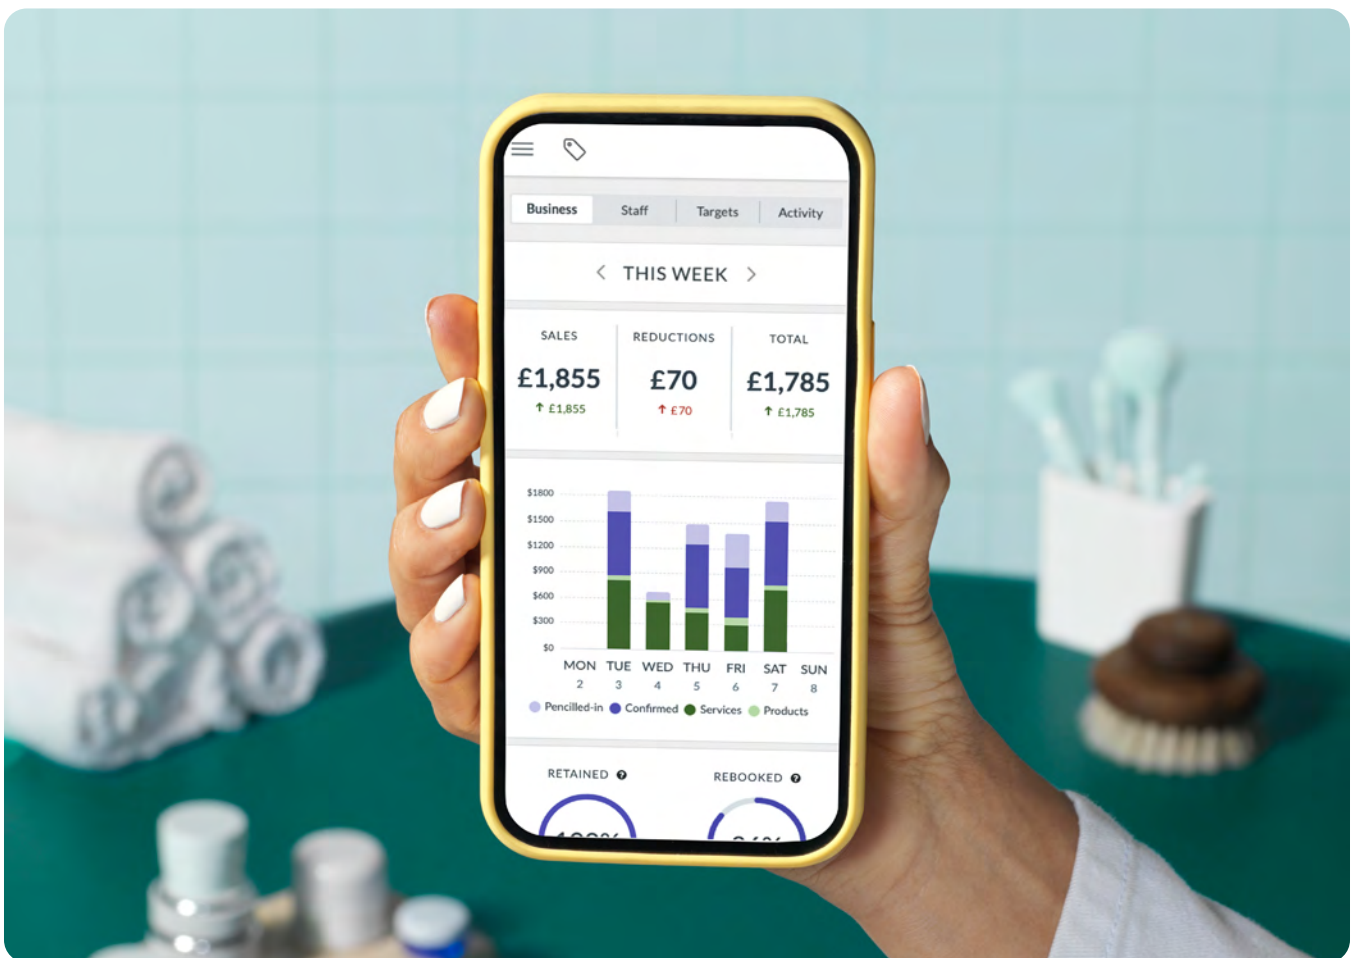 Business Staff Targets Activity
THIS WEEK
SALES REDUCTIONS TOTAL
£1,855 £70 £1,785
↑ £1,855 ↑ £70 ↑ £1,785
$1800
$1500
$1200
$900
$600
$300
$0
MON TUE WED THU FRI SAT SUN
2 3 4 5 6 7 8
Pencilled-in Confirmed Services Products
RETAINED ? REBOOKED ?